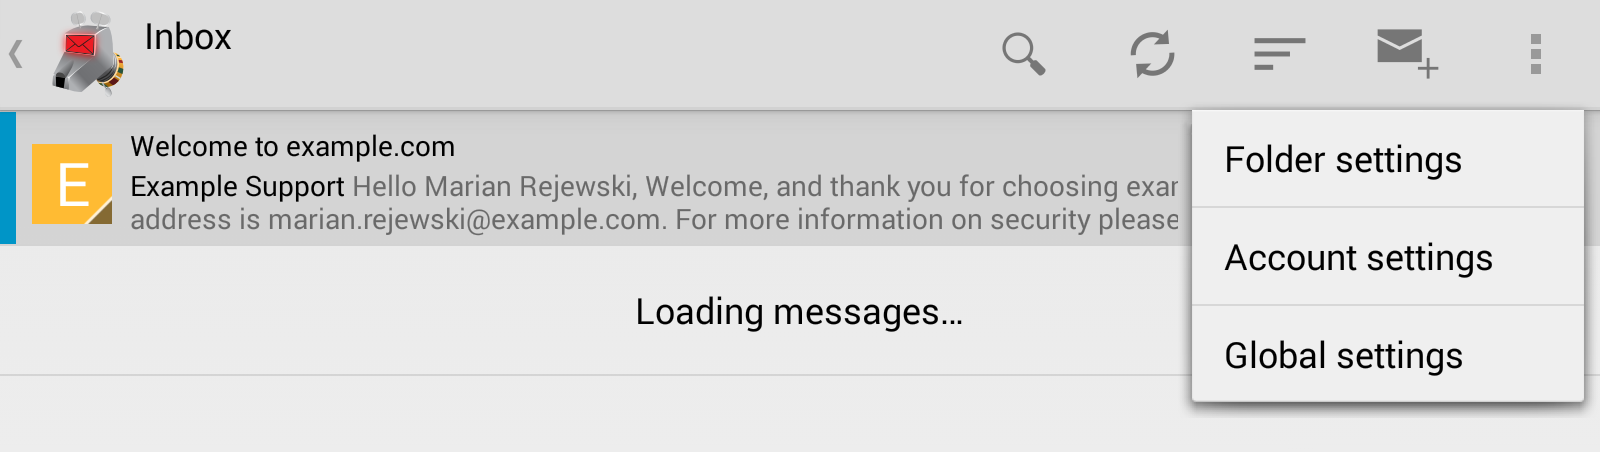 Inbox
Welcome to example.com
E
Example Support Hello Marian Rejewski, Welcome, and thank you for choosing
address is marian.rejewski@example.com. For more information on security please
Loading messages...
Folder settings
Account settings
Global settings